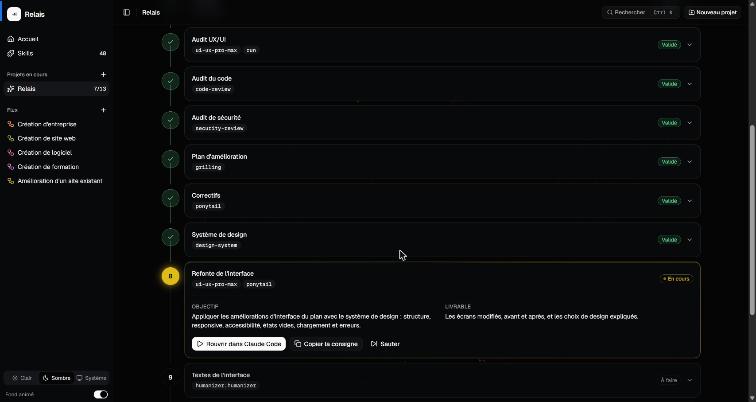 Relais
Accueil
Skills 48
Projets en cours
Relais 7/13
Flux
Création d'entreprise
Création de site web
Création de logiciel
Création de formation
Amélioration d'un site existant
Clair Sombre Système
Fond animé
Relais
Rechercher Ctrl K
Nouveau projet
Audit UX/UI
ui-ux-pro-max run
Validé
Audit du code
code-review
Validé
Audit de sécurité
security-review
Validé
Plan d'amélioration
grilling
Validé
Correctifs
ponytail
Validé
Système de design
design-system
Validé
8
Refonte de l'interface
ui-ux-pro-max ponytail
En cours
OBJECTIF
Appliquer les améliorations d'interface du plan avec le système de design : structure,
responsive, accessibilité, états vides, chargement et erreurs.
LIVRABLE
Les écrans modifiés, avant et après, et les choix de design expliqués.
Rouvrir dans Claude Code Copier la consigne Sauter
9
Textes de l'interface
humanizer:humanizer
À faire